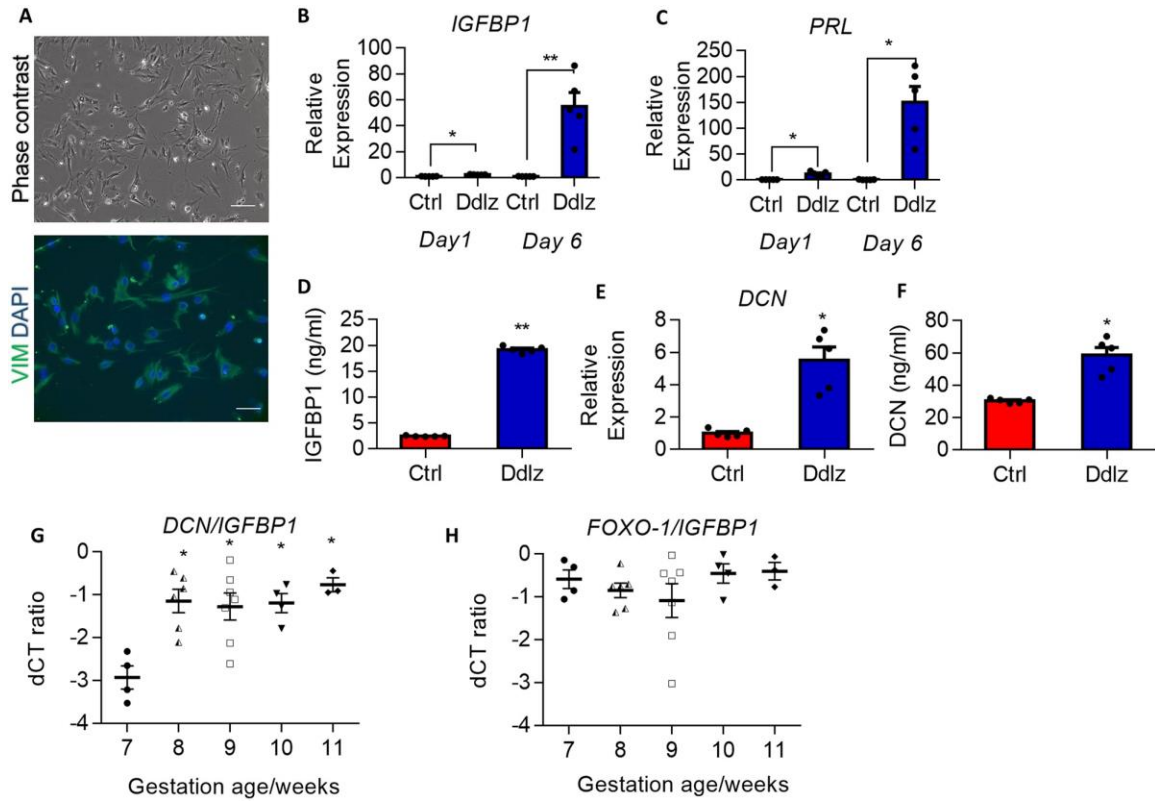 A
Phase contrast
VIM DAPI
B
IGFBP1
Relative
Expression
100
80
60
40
20
0
*
**
Ctrl Ddlz Ctrl Ddlz
Day1 Day 6
C
PRL
Relative
Expression
250
200
150
100
50
0
*
*
Ctrl Ddlz Ctrl Ddlz
Day1 Day 6
D
IGFBP1 (ng/ml)
25
20
15
10
5
0
**
Ctrl Ddlz
E
DCN
Relative
Expression
8
6
4
2
0
*
Ctrl Ddlz
F
DCN (ng/ml)
80
60
40
20
0
*
Ctrl Ddlz
G
DCN/IGFBP1
dCT ratio
0
-1
-2
-3
-4
* * * *
7 8 9 10 11
Gestation age/weeks
H
FOXO-1/IGFBP1
dCT ratio
0
-1
-2
-3
-4
7 8 9 10 11
Gestation age/weeks